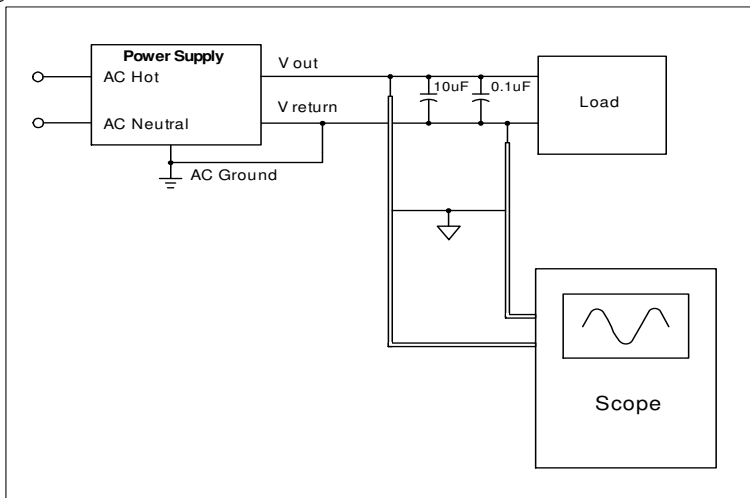 Power Supply
AC Hot
V out
10uF
0.1uF
Load
V return
AC Neutral
AC Ground
Scope